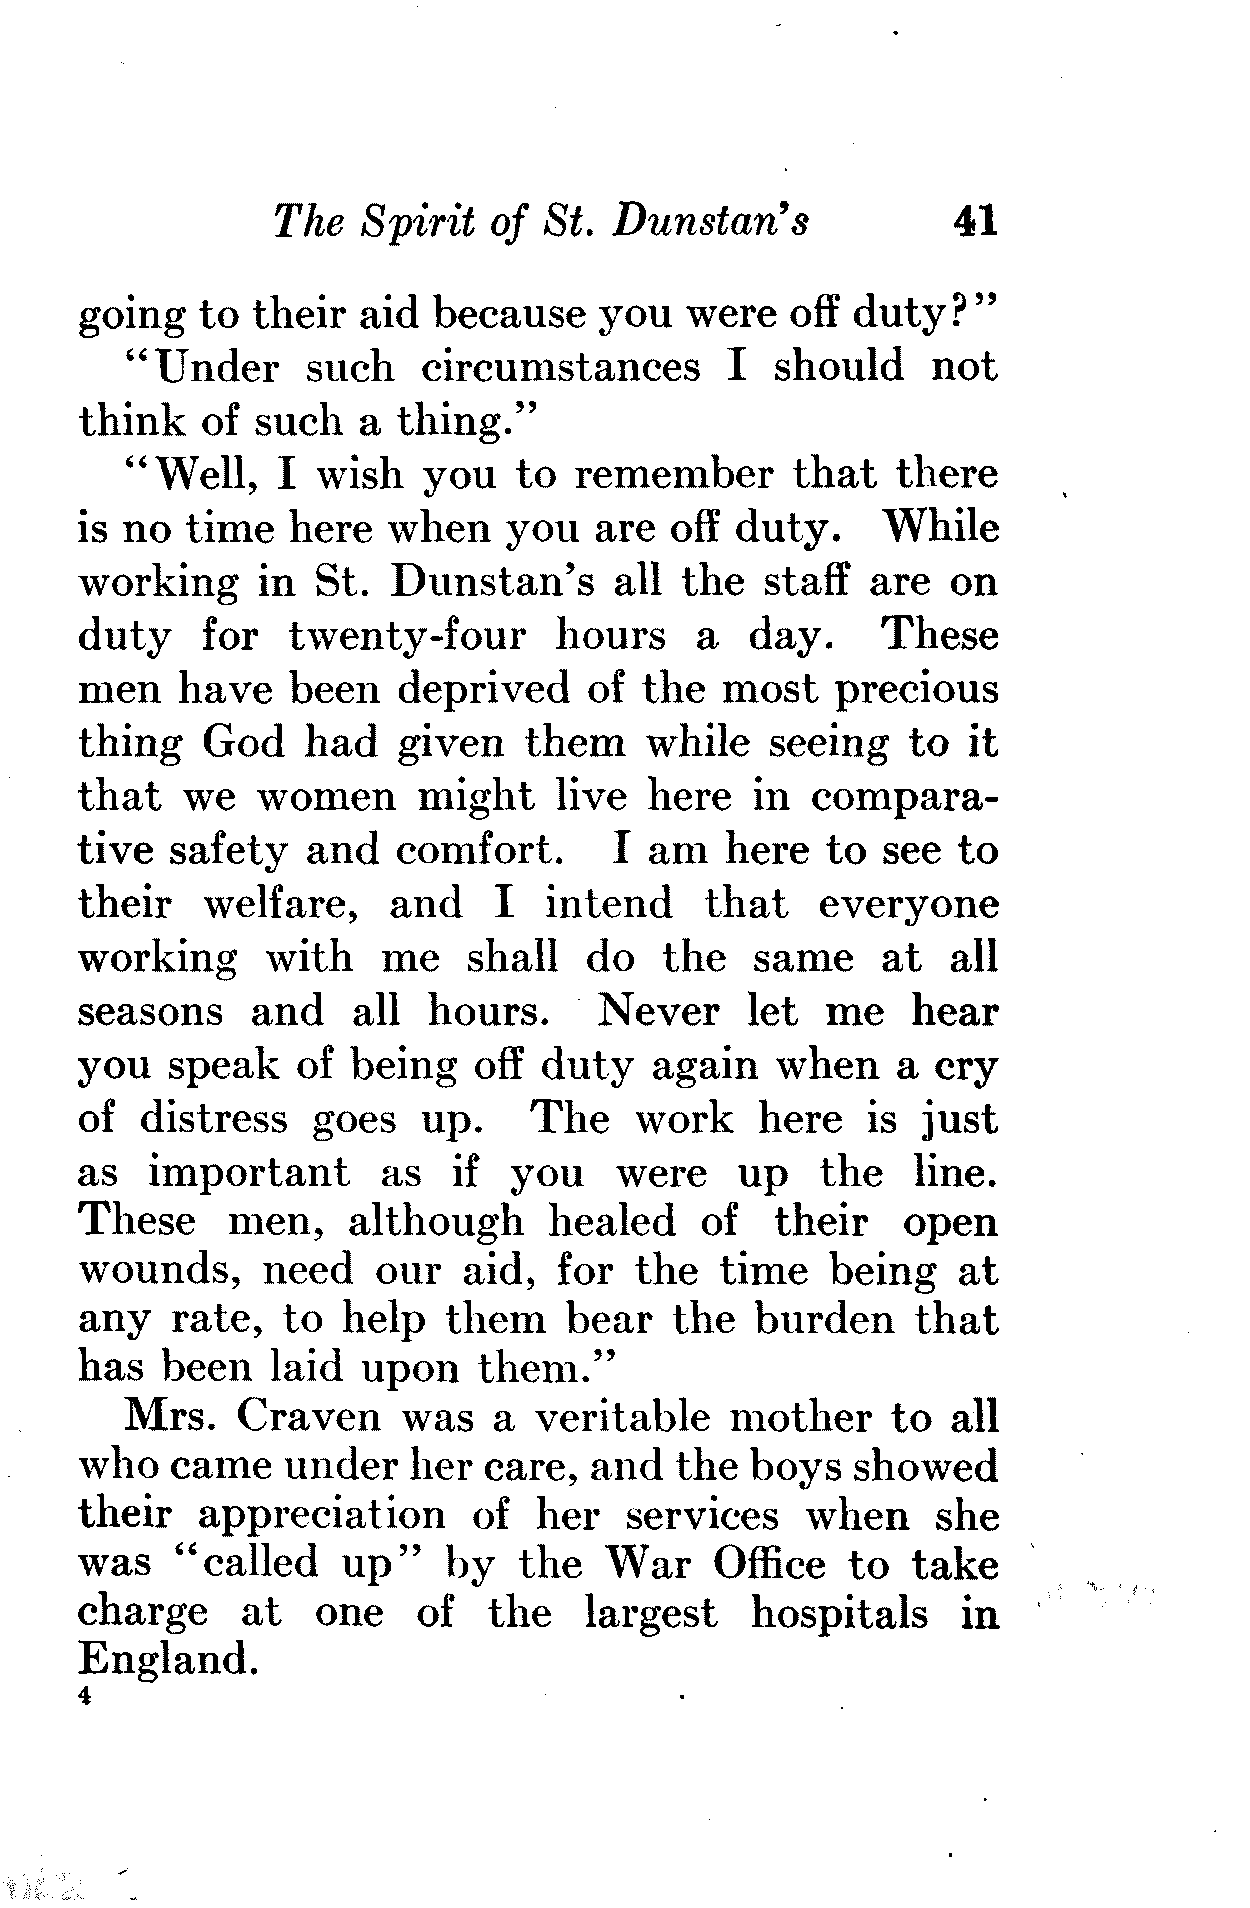 The Spirit of St. Dunstan's 41
going to their aid because you were off duty?"
"Under such circumstances I should not
think of such a thing."
"Well, I wish you to remember that there
is no time here when you are off duty. While
working in St. Dunstan's all the staff are on
duty for twenty-four hours a day. These
men have been deprived of the most precious
thing God had given them while seeing to it
that we women might live here in compara-
tive safety and comfort. I am here to see to
their welfare, and I intend that everyone
working with me shall do the same at all
seasons and all hours. Never let me hear
you speak of being off duty again when a cry
of distress goes up. The work here is just
as important as if you were up the line.
These men, although healed of their open
wounds, need our aid, for the time being at
any rate, to help them bear the burden that
has been laid upon them."
Mrs. Craven was a veritable mother to all
who came under her care, and the boys showed
their appreciation of her services when she
was "called up" by the War Office to take
charge at one of the largest hospitals in
England.
4